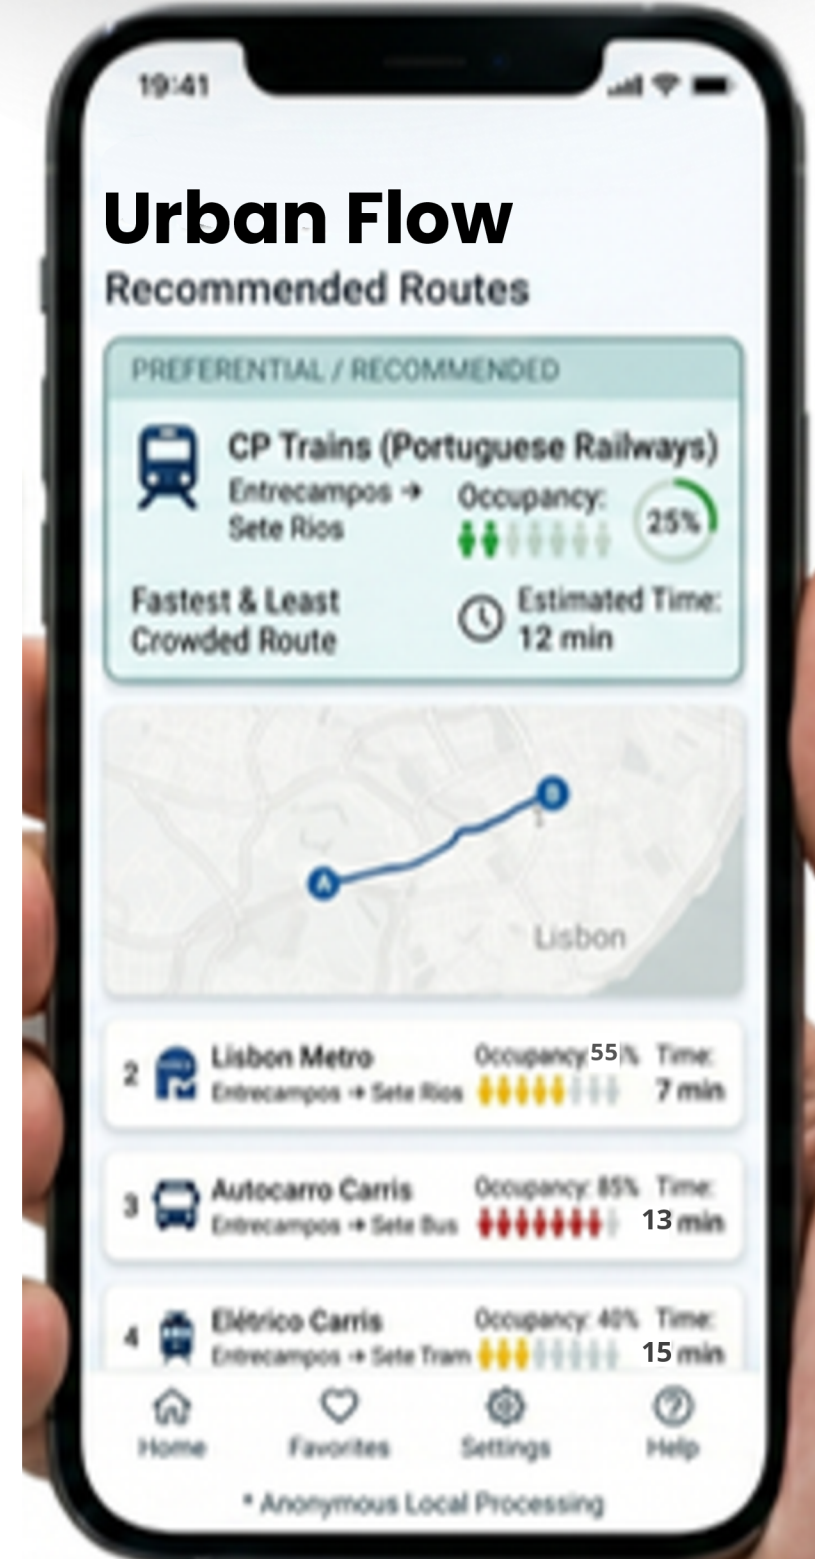 19:41
Urban Flow
Recommended Routes
PREFERENTIAL / RECOMMENDED
CP Trains (Portuguese Railways)
Entrecampos →
Sete Rios
Occupancy:
25%
Fastest & Least
Crowded Route
Estimated Time:
12 min
A
B
Lisbon
2
Lisbon Metro
Entrecampos → Sete Rios
Occupancy 55%
Time:
7 min
3
Autocarro Carris
Entrecampos → Sete Bus
Occupancy: 85%
Time:
13 min
4
Elétrico Carris
Entrecampos → Sete Tram
Occupancy: 40%
Time:
15 min
Home
Favorites
Settings
Help
* Anonymous Local Processing